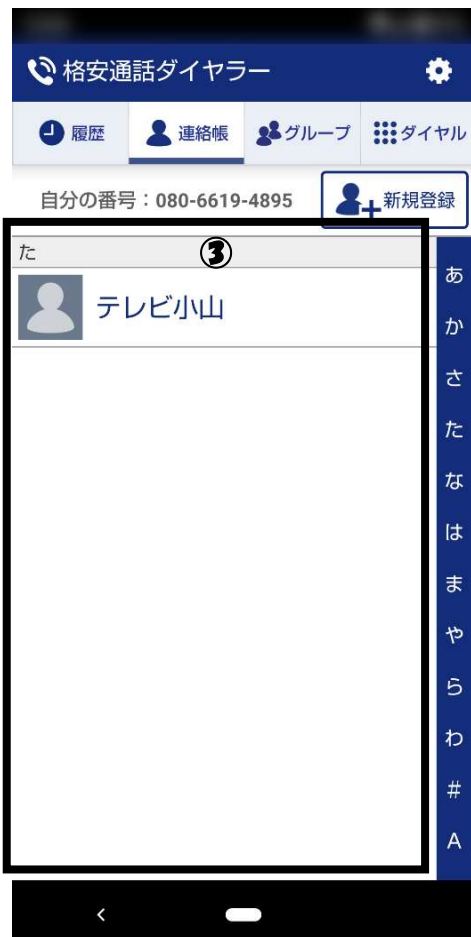 格安通話ダイヤラー
履歴 連絡帳 グループ ダイヤル
自分の番号：080-6619-4895 新規登録
た ③
テレビ小山
あ
か
さ
た
な
は
ま
や
ら
わ
#
A